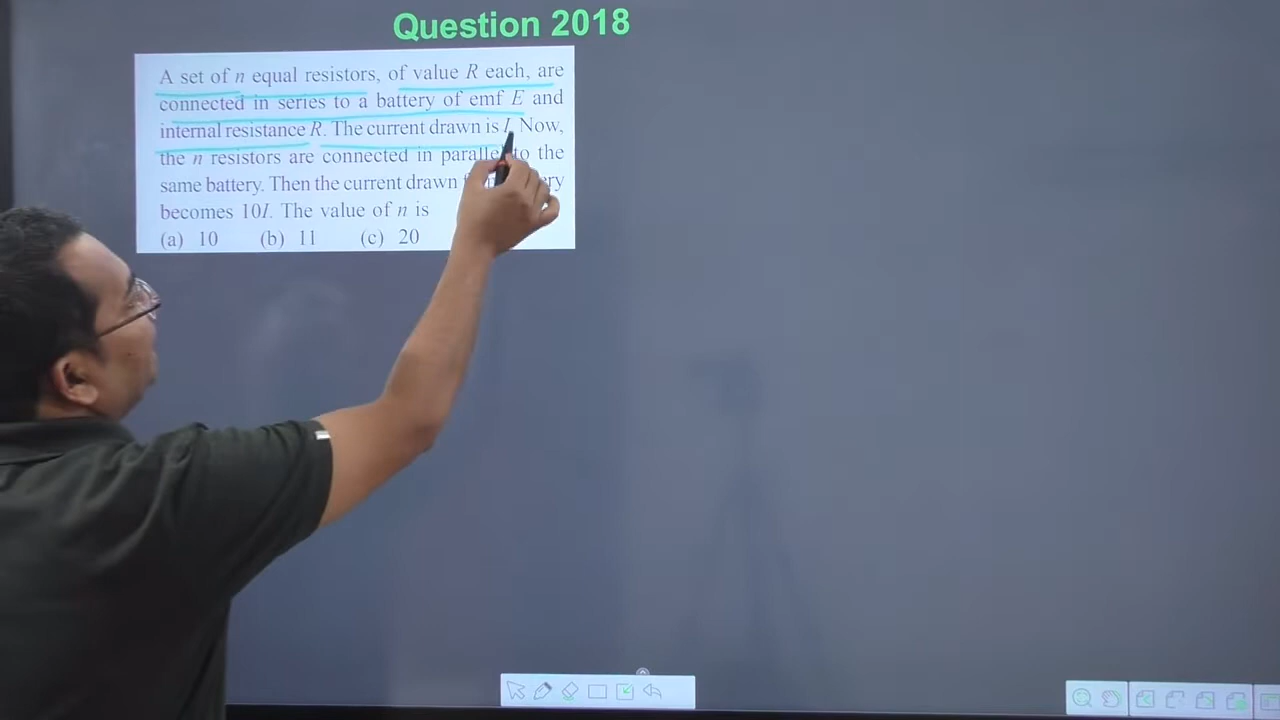 Question 2018
A set of n equal resistors, of value R each, are
connected in series to a battery of emf E and
internal resistance R. The current drawn is I. Now,
the n resistors are connected in parallel to the
same battery. Then the current drawn
becomes 10I. The value of n is
(a) 10 (b) 11 (c) 20